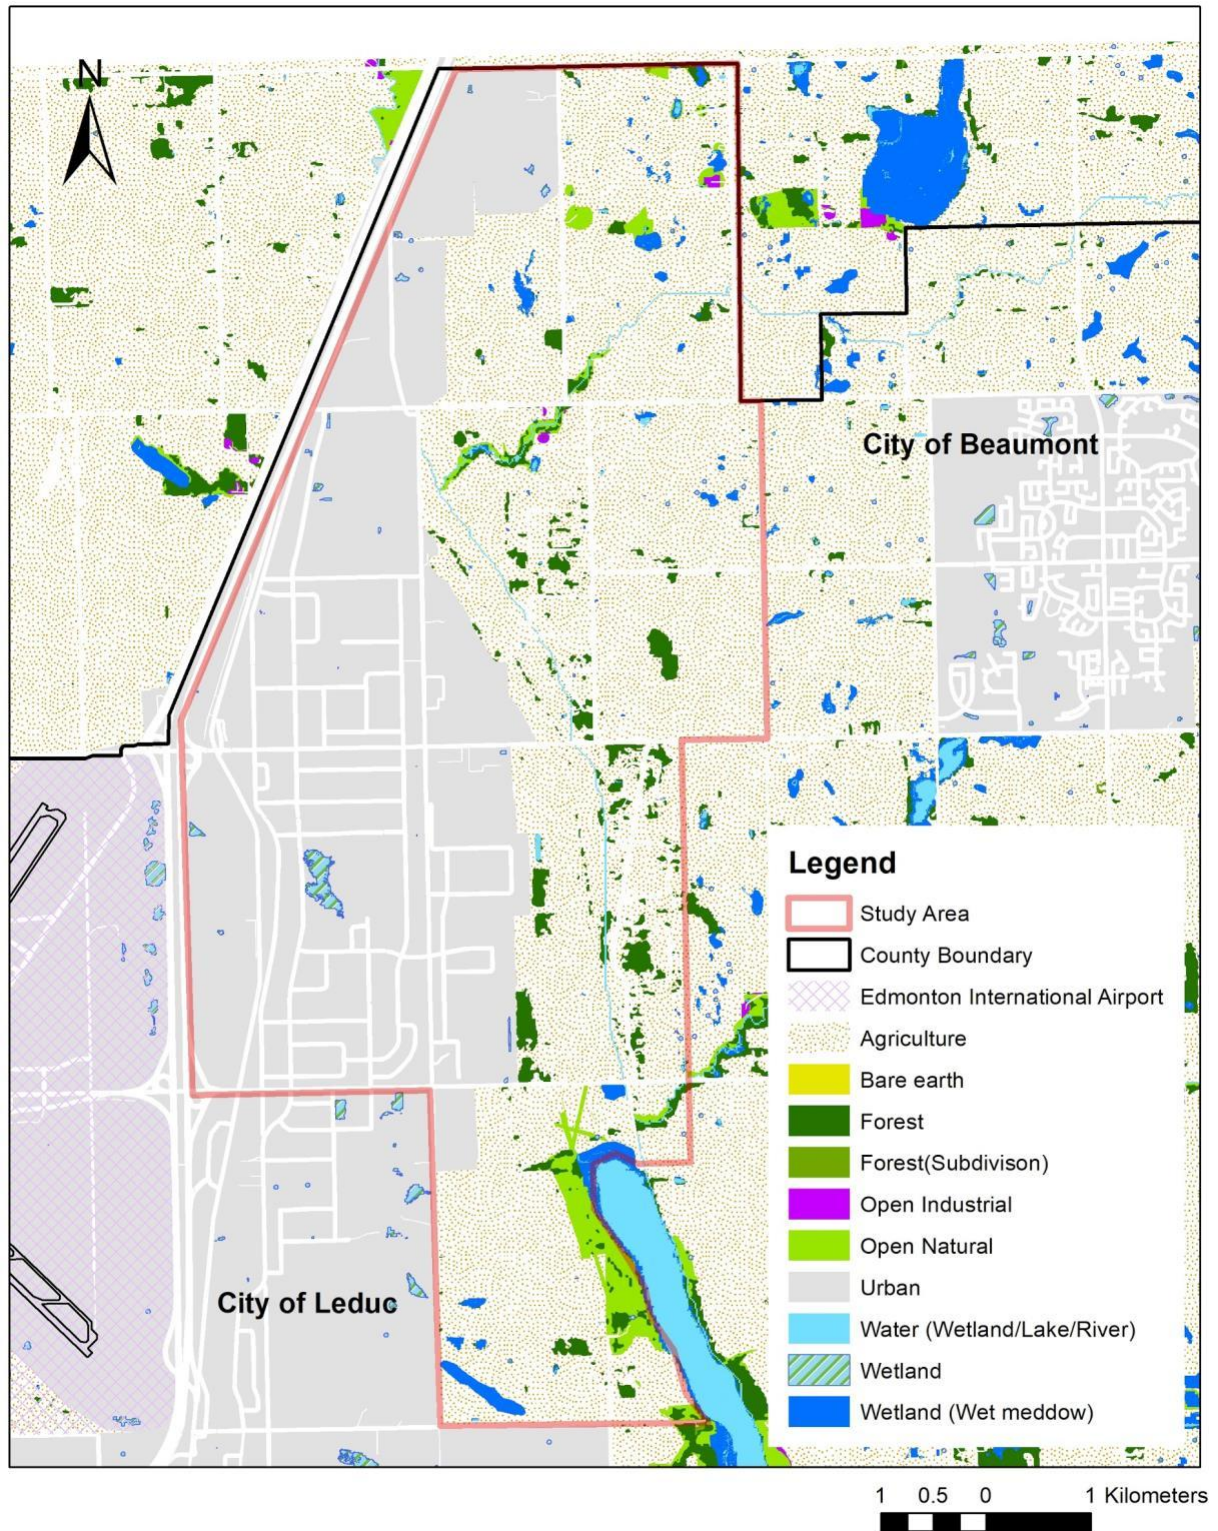 N
City of Beaumont
Legend
Study Area
County Boundary
Edmonton International Airport
Agriculture
Bare earth
Forest
Forest(Subdivison)
Open Industrial
Open Natural
Urban
Water (Wetland/Lake/River)
Wetland
Wetland (Wet meddow)
City of Leduc
1 0.5 0 1 Kilometers